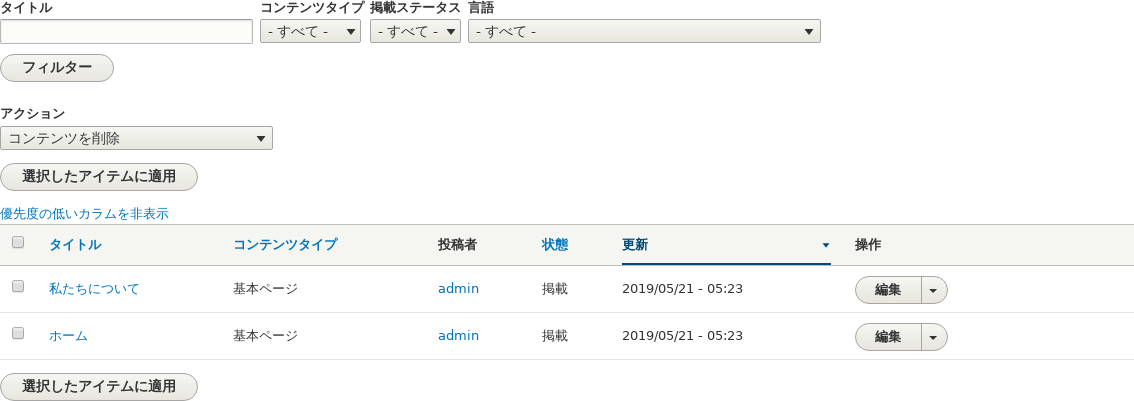 タイトル コンテンツタイプ 掲載ステータス 言語
- すべて - - すべて - - すべて -
フィルター
アクション
コンテンツを削除
選択したアイテムに適用
優先度の低いカラムを非表示
タイトル コンテンツタイプ 投稿者 状態 更新 操作
私たちについて 基本ページ admin 掲載 2019/05/21 - 05:23 編集
ホーム 基本ページ admin 掲載 2019/05/21 - 05:23 編集
選択したアイテムに適用